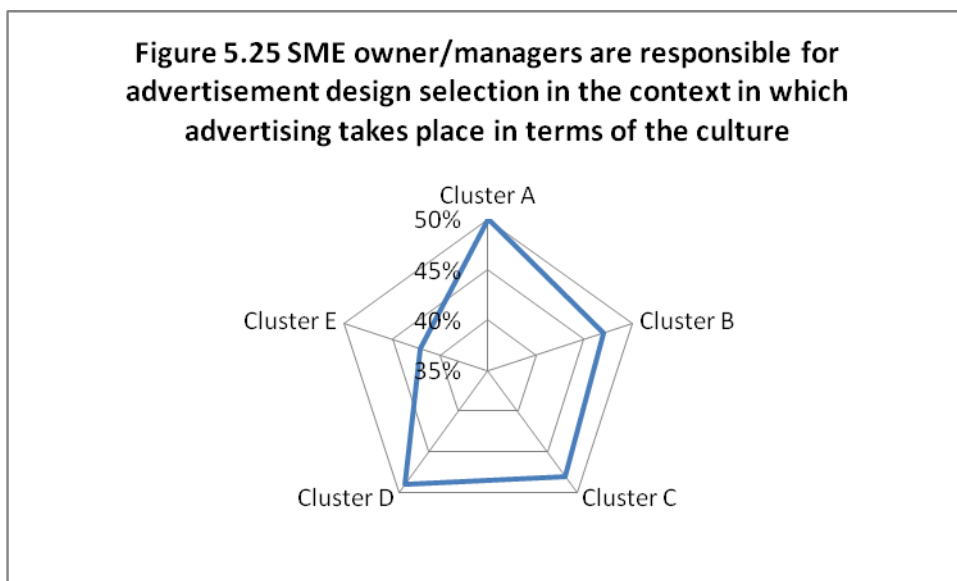 Figure 5.25 SME owner/managers are responsible for
advertisement design selection in the context in which
advertising takes place in terms of the culture
Cluster A
50%
45%
40%
35%
Cluster E
Cluster B
Cluster D
Cluster C